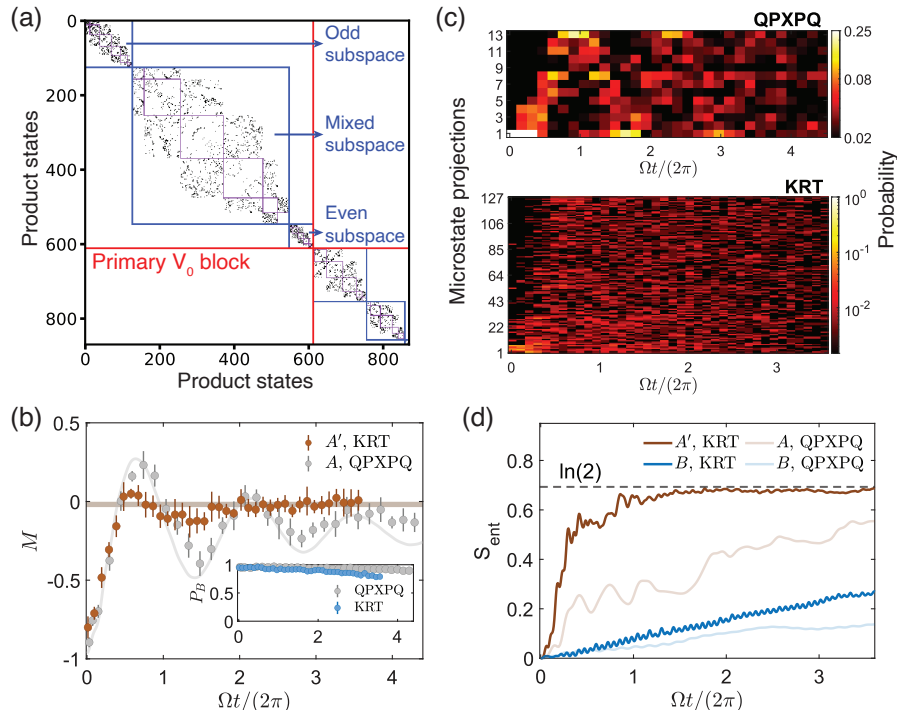 (a)
0
200
400
600
800
Product states
0 200 400 600 800
Product states
Odd
subspace
Mixed
subspace
Even
subspace
Primary V₀ block
(c)
QPXPQ
13
11
9
7
5
3
1
0 1 2 3 4
Ωt/(2π)
0.25
0.08
0.02
KRT
127
106
85
64
43
22
1
0 1 2 3
Ωt/(2π)
10⁰
10⁻¹
10⁻²
Microstate projections
Probability
(b)
0.5
0
-0.5
-1
M
A′, KRT
A, QPXPQ
1
0.5
0
P_B
QPXPQ
KRT
0 2 4
0 1 2 3 4
Ωt/(2π)
(d)
0.8
0.6
0.4
0.2
0
S_ent
ln(2)
A′, KRT A, QPXPQ
B, KRT B, QPXPQ
0 1 2 3
Ωt/(2π)